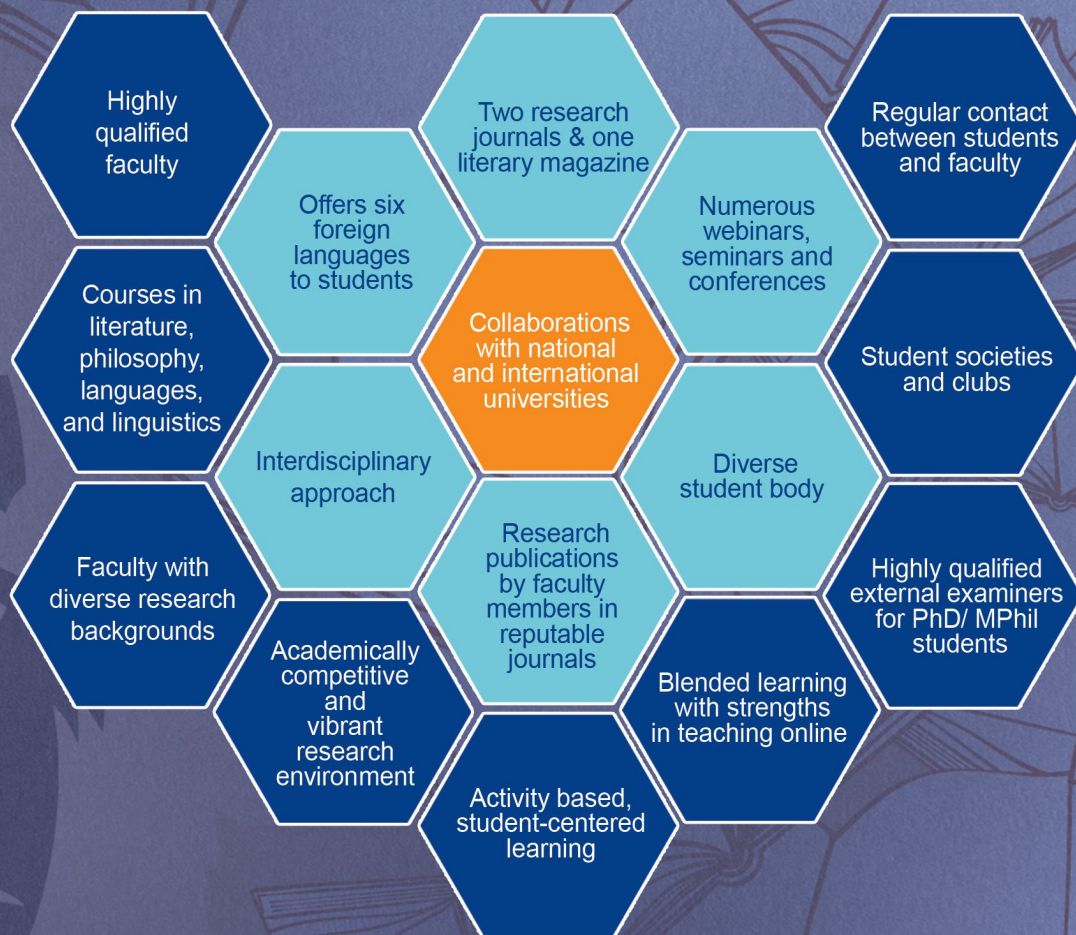 Highly
qualified
faculty
Two research
journals & one
literary magazine
Regular contact
between students
and faculty
Offers six
foreign
languages
to students
Numerous
webinars,
seminars and
conferences
Courses in
literature,
philosophy,
languages,
and linguistics
Collaborations
with national
and international
universities
Student societies
and clubs
Interdisciplinary
approach
Diverse
student body
Faculty with
diverse research
backgrounds
Research
publications
by faculty
members in
reputable
journals
Highly qualified
external examiners
for PhD/ MPhil
students
Academically
competitive
and
vibrant
research
environment
Blended learning
with strengths
in teaching online
Activity based,
student-centered
learning